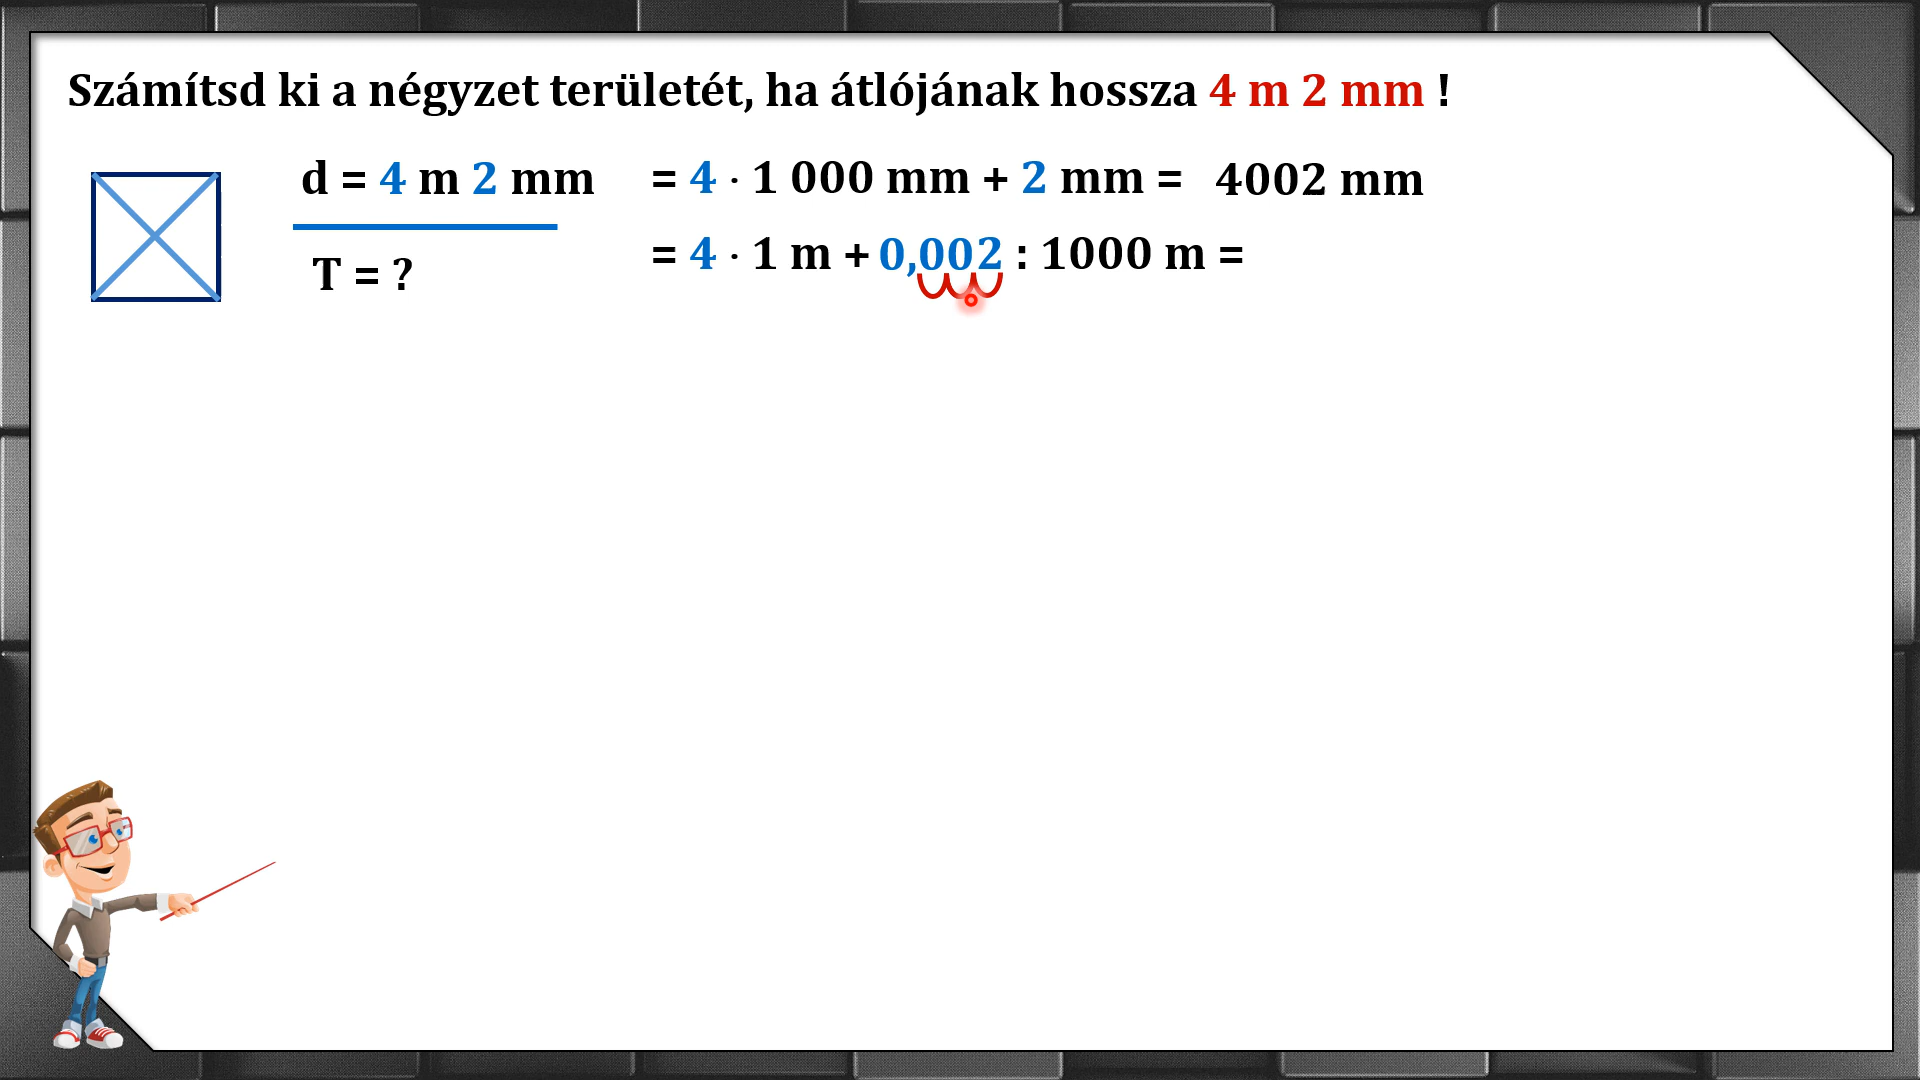 Számítsd ki a négyzet területét, ha átlójának hossza 4 m 2 mm !
d = 4 m 2 mm = 4 · 1 000 mm + 2 mm = 4002 mm
= 4 · 1 m + 0,002 : 1000 m =
T = ?